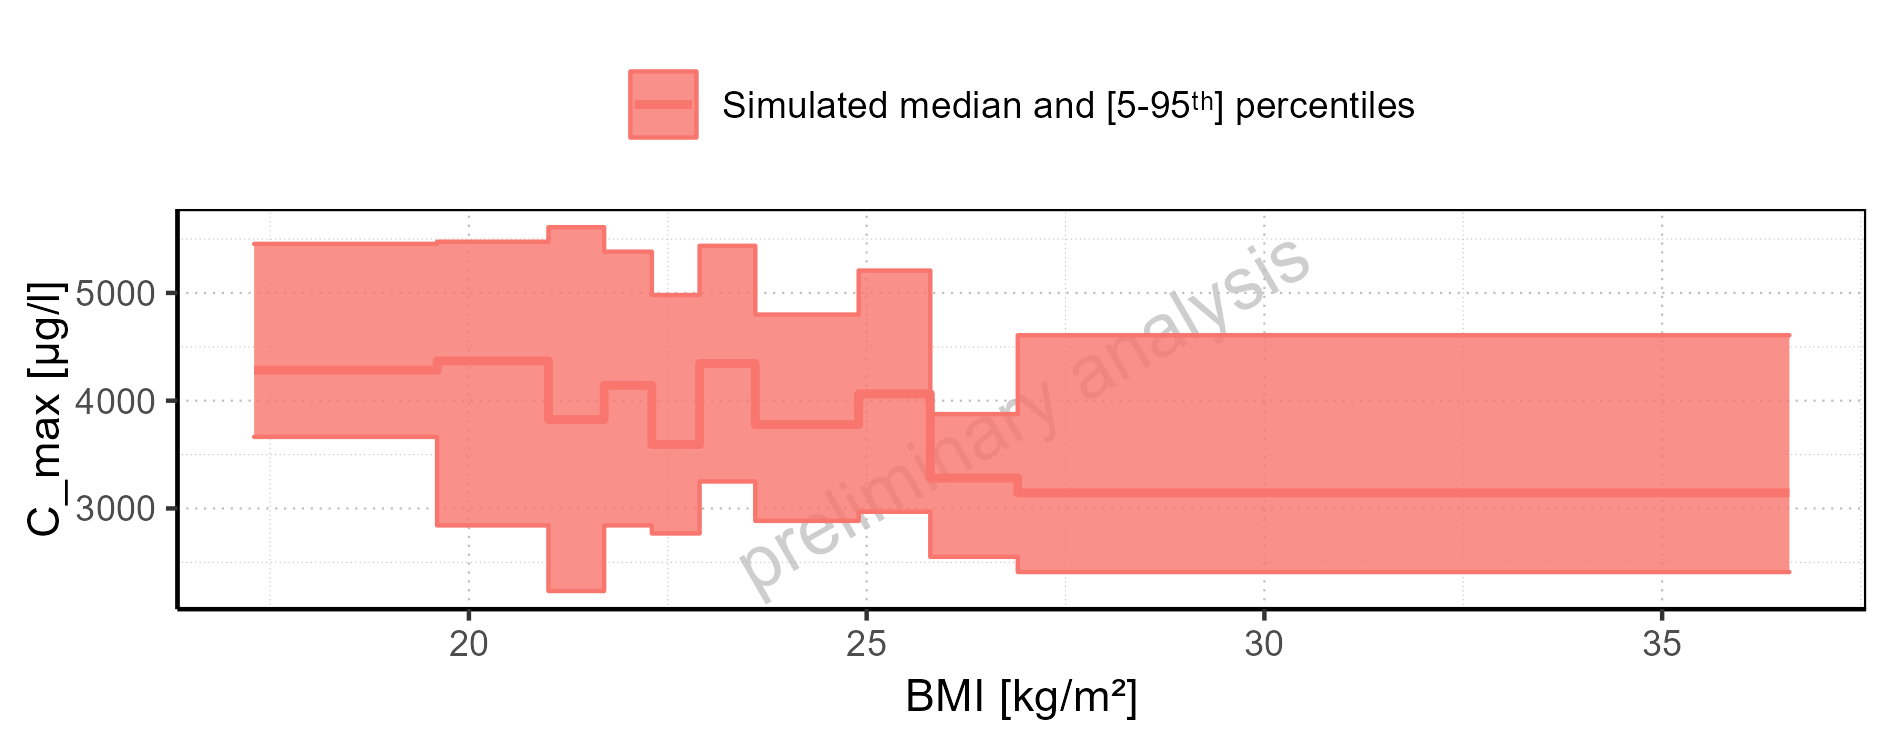 Simulated median and [5-95ᵗʰ] percentiles
C_max [µg/l]
5000
4000
3000
preliminary analysis
20
25
30
35
BMI [kg/m²]